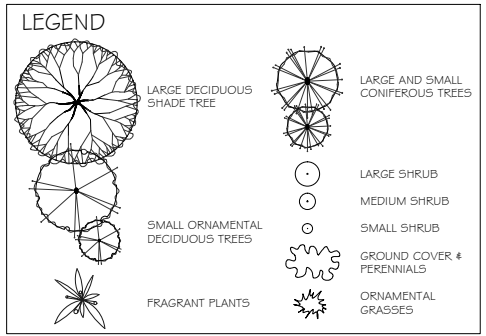 LEGEND
LARGE DECIDUOUS
SHADE TREE
SMALL ORNAMENTAL
DECIDUOUS TREES
FRAGRANT PLANTS
LARGE AND SMALL
CONIFEROUS TREES
LARGE SHRUB
MEDIUM SHRUB
SMALL SHRUB
GROUND COVER &
PERENNIALS
ORNAMENTAL
GRASSES